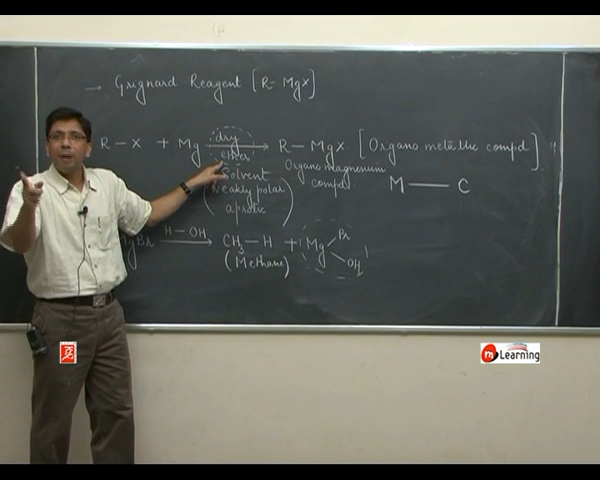 → Grignard Reagent [R- MgX]
R - X + Mg dry ether → R - MgX [Organo metallic compd].
Solvent
weakly polar
aprotic
Organo magnesium
compd
M — C
MgBr H-OH → CH3 - H + Mg Br OH
(Methane)
m Learning